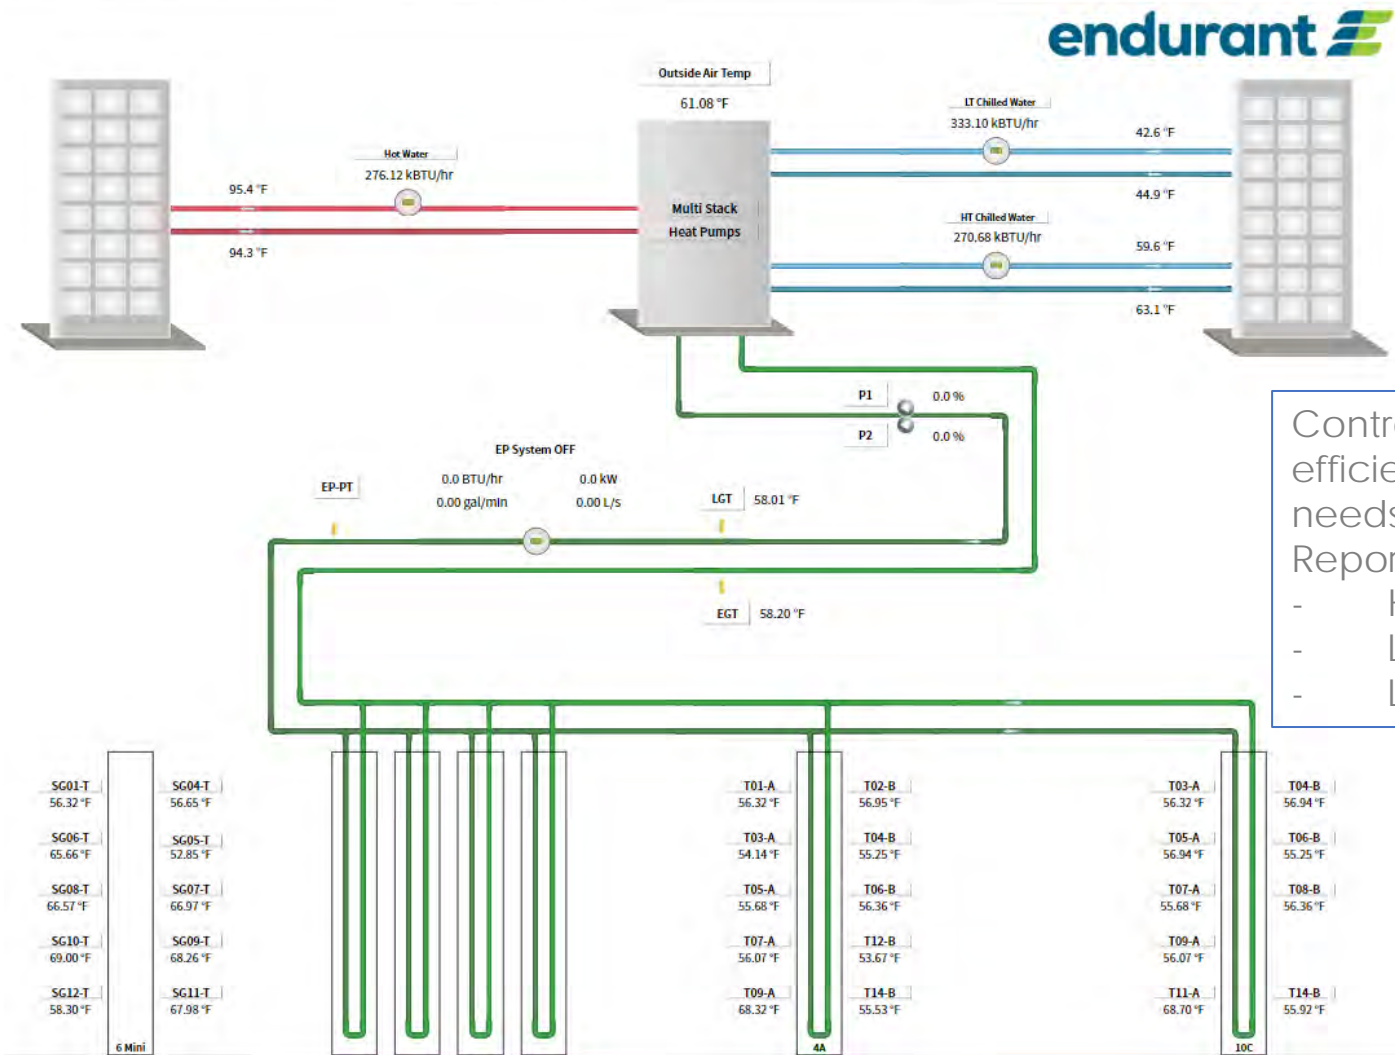 endurant
Outside Air Temp
61.08 °F
LT Chilled Water
333.10 kBTU/hr
42.6 °F
44.9 °F
Hot Water
276.12 kBTU/hr
95.4 °F
94.3 °F
Multi Stack
Heat Pumps
HT Chilled Water
270.68 kBTU/hr
59.6 °F
63.1 °F
P1 0.0 %
P2 0.0 %
EP System OFF
EP-PT
0.0 BTU/hr 0.0 kW
0.00 gal/min 0.00 L/s
LGT 58.01 °F
EGT 58.20 °F
Contr
efficie
needs
Repor
-
- L
- L
SG01-T SG04-T
56.32 °F 56.65 °F
SG06-T SG05-T
65.66 °F 52.85 °F
SG08-T SG07-T
66.57 °F 66.97 °F
SG10-T SG09-T
69.00 °F 68.26 °F
SG12-T SG11-T
58.30 °F 67.98 °F
6 Mini
T01-A T02-B
56.32 °F 56.95 °F
T03-A T04-B
54.14 °F 55.25 °F
T05-A T06-B
55.68 °F 56.36 °F
T07-A T12-B
56.07 °F 53.67 °F
T09-A T14-B
68.32 °F 55.53 °F
4A
T03-A T04-B
56.32 °F 56.94 °F
T05-A T06-B
56.94 °F 55.25 °F
T07-A T08-B
55.68 °F 56.36 °F
T09-A
56.07 °F
T11-A T14-B
68.70 °F 55.92 °F
10C